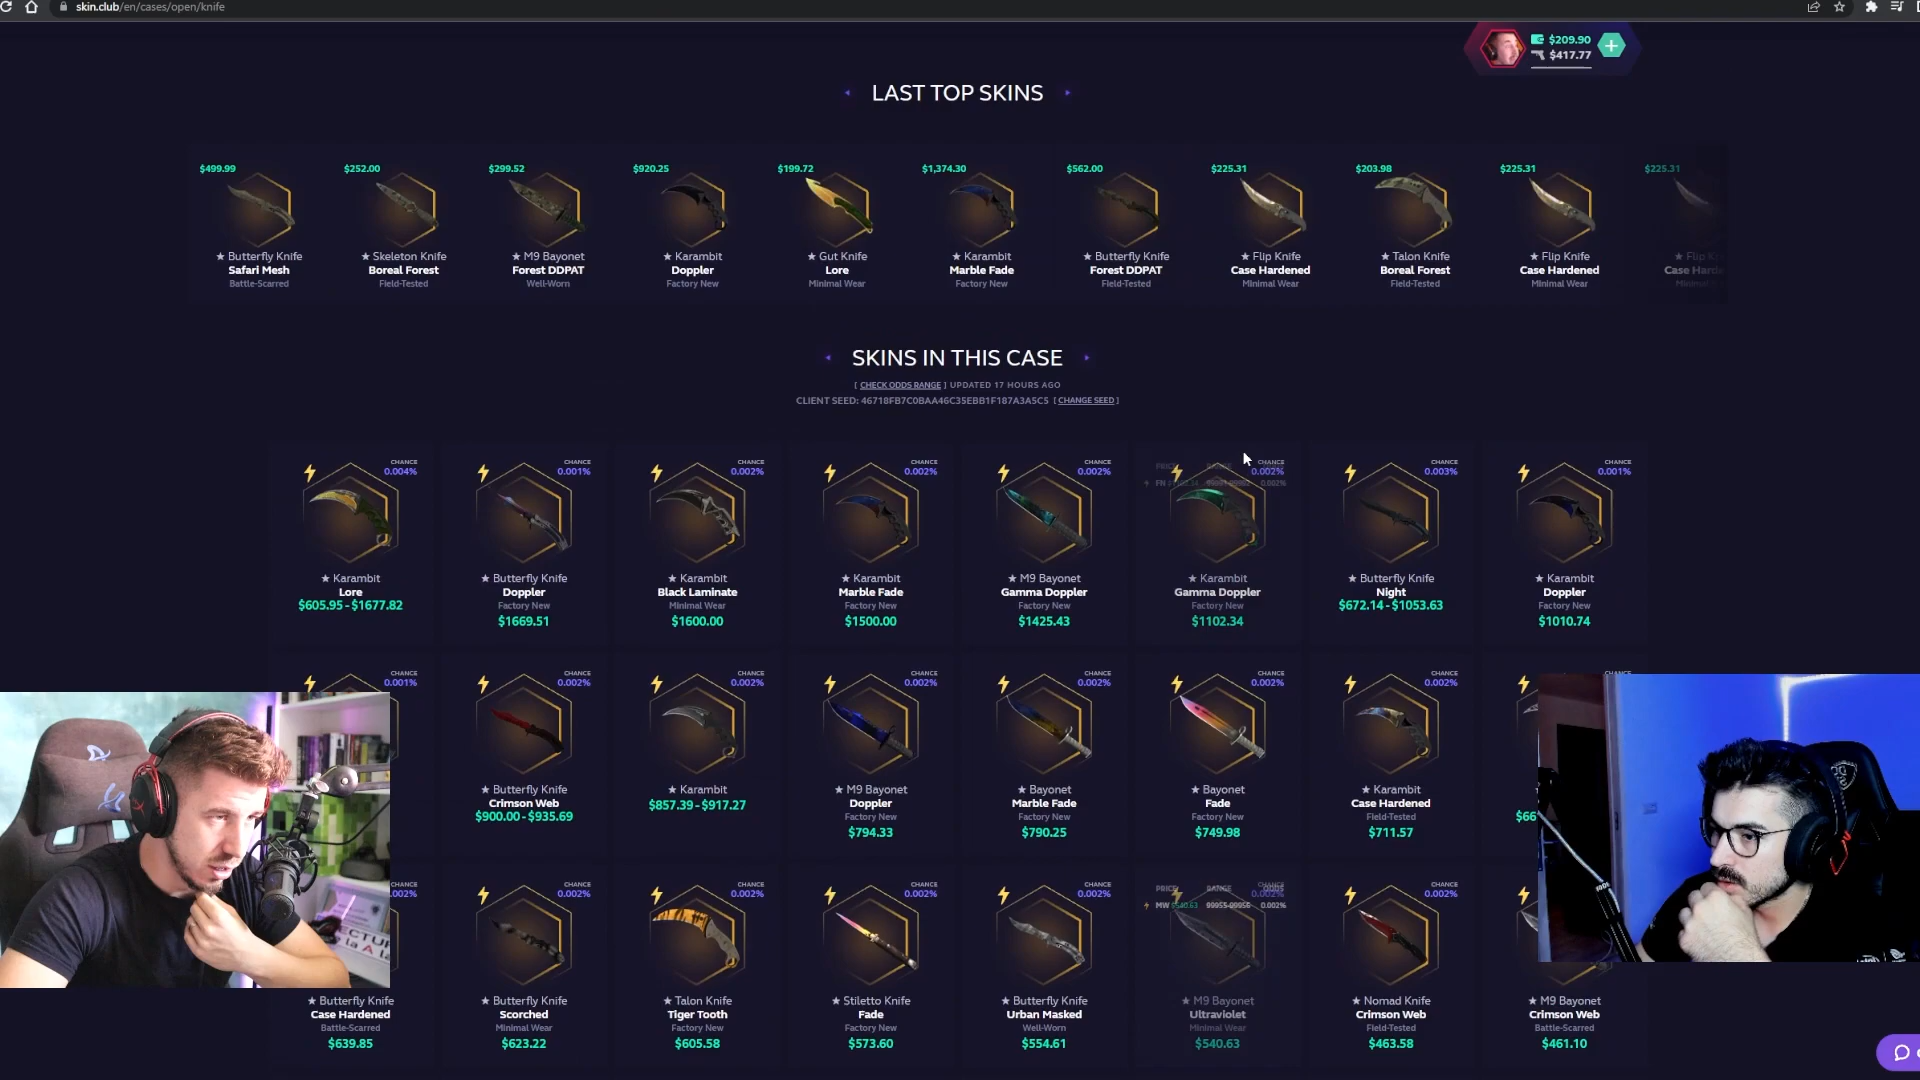 skin.club/en/cases/open/knife
$209.90
$417.77
LAST TOP SKINS
$499.99 $252.00 $299.52 $920.25 $199.72 $1,374.30 $562.00 $225.31 $203.98 $225.31 $225.31
★ Butterfly Knife ★ Skeleton Knife ★ M9 Bayonet ★ Karambit ★ Gut Knife ★ Karambit ★ Butterfly Knife ★ Flip Knife ★ Talon Knife ★ Flip Knife ★ Flip
Safari Mesh Boreal Forest Forest DDPAT Doppler Lore Marble Fade Forest DDPAT Case Hardened Boreal Forest Case Hardened Case
Battle-Scarred Field-Tested Well-Worn Factory New Minimal Wear Factory New Field-Tested Minimal Wear Field-Tested Minimal Wear Minimal
SKINS IN THIS CASE
[ CHECK ODDS RANGE ] UPDATED 17 HOURS AGO
CLIENT SEED: 46718FB7C0BAA46C35EBB1F187A3A5C5 [ CHANGE SEED ]
CHANCE CHANCE CHANCE CHANCE CHANCE CHANCE CHANCE CHANCE
0.004% 0.001% 0.002% 0.002% 0.002% 0.002% 0.003% 0.001%
★ Karambit ★ Butterfly Knife ★ Karambit ★ Karambit ★ M9 Bayonet ★ Karambit ★ Butterfly Knife ★ Karambit
Lore Doppler Black Laminate Marble Fade Gamma Doppler Gamma Doppler Night Doppler
$605.95 - $1677.82 Factory New Minimal Wear Factory New Factory New Factory New $672.14 - $1053.63 Factory New
$1669.51 $1600.00 $1500.00 $1425.43 $1102.34 $1010.74
CHANCE CHANCE CHANCE CHANCE CHANCE CHANCE CHANCE
0.001% 0.002% 0.002% 0.002% 0.002% 0.002% 0.002%
★ Butterfly Knife ★ Karambit ★ M9 Bayonet ★ Bayonet ★ Bayonet ★ Karambit
Crimson Web $857.39 - $917.27 Doppler Marble Fade Fade Case Hardened
$900.00 - $935.69 Factory New Factory New Factory New Field-Tested $66
$794.33 $790.25 $749.98 $711.57
CHANCE CHANCE CHANCE CHANCE CHANCE PRICE RANGE CHANCE
.002% 0.002% 0.002% 0.002% 0.002% 0.002% 0.002%
MW $540.63 99955-99956 0.002%
★ Butterfly Knife ★ Butterfly Knife ★ Talon Knife ★ Stiletto Knife ★ Butterfly Knife ★ M9 Bayonet ★ Nomad Knife ★ M9 Bayonet
Case Hardened Scorched Tiger Tooth Fade Urban Masked Ultraviolet Crimson Web Crimson Web
Battle-Scarred Minimal Wear Factory New Factory New Well-Worn Minimal Wear Field-Tested Battle-Scarred
$639.85 $623.22 $605.58 $573.60 $554.61 $540.63 $463.58 $461.10